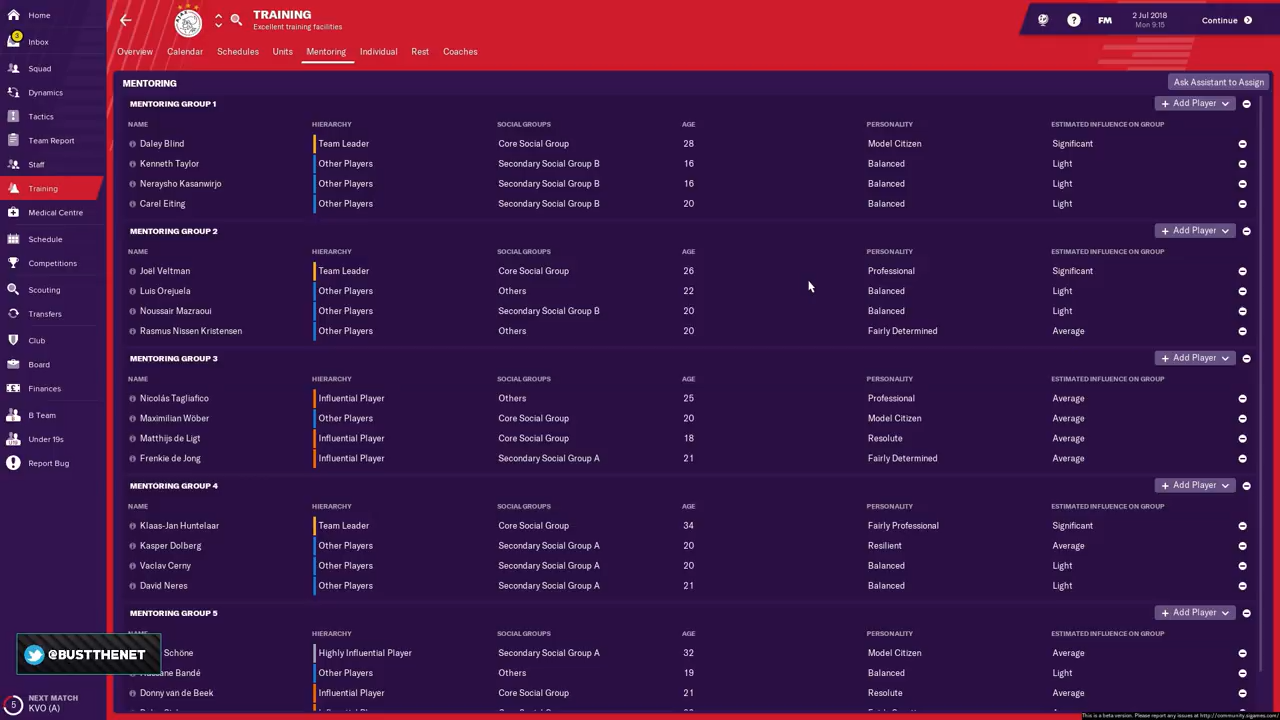 Home
3
Inbox
Squad
Dynamics
Tactics
Team Report
Staff
Training
Medical Centre
Schedule
Competitions
Scouting
Transfers
Club
Board
Finances
B Team
Under 19s
Report Bug
@BUSTTHENET
5
NEXT MATCH
KVO (A)
TRAINING
Excellent training facilities
? FM
2 Jul 2018
Mon 9:15
Continue
Overview Calendar Schedules Units Mentoring Individual Rest Coaches
MENTORING
Ask Assistant to Assign
MENTORING GROUP 1
+ Add Player
NAME HIERARCHY SOCIAL GROUPS AGE PERSONALITY ESTIMATED INFLUENCE ON GROUP
Daley Blind Team Leader Core Social Group 28 Model Citizen Significant
Kenneth Taylor Other Players Secondary Social Group B 16 Balanced Light
Neraysho Kasanwirjo Other Players Secondary Social Group B 16 Balanced Light
Carel Eiting Other Players Secondary Social Group B 20 Balanced Light
MENTORING GROUP 2
+ Add Player
NAME HIERARCHY SOCIAL GROUPS AGE PERSONALITY ESTIMATED INFLUENCE ON GROUP
Joël Veltman Team Leader Core Social Group 26 Professional Significant
Luis Orejuela Other Players Others 22 Balanced Light
Noussair Mazraoui Other Players Secondary Social Group B 20 Balanced Light
Rasmus Nissen Kristensen Other Players Others 20 Fairly Determined Average
MENTORING GROUP 3
+ Add Player
NAME HIERARCHY SOCIAL GROUPS AGE PERSONALITY ESTIMATED INFLUENCE ON GROUP
Nicolás Tagliafico Influential Player Others 25 Professional Average
Maximilian Wöber Other Players Core Social Group 20 Model Citizen Average
Matthijs de Ligt Influential Player Core Social Group 18 Resolute Average
Frenkie de Jong Influential Player Secondary Social Group A 21 Fairly Determined Average
MENTORING GROUP 4
+ Add Player
NAME HIERARCHY SOCIAL GROUPS AGE PERSONALITY ESTIMATED INFLUENCE ON GROUP
Klaas-Jan Huntelaar Team Leader Core Social Group 34 Fairly Professional Significant
Kasper Dolberg Other Players Secondary Social Group A 20 Resilient Average
Vaclav Cerny Other Players Secondary Social Group A 20 Balanced Light
David Neres Other Players Secondary Social Group A 21 Balanced Light
MENTORING GROUP 5
+ Add Player
HIERARCHY SOCIAL GROUPS AGE PERSONALITY ESTIMATED INFLUENCE ON GROUP
Schöne Highly Influential Player Secondary Social Group A 32 Model Citizen Average
Bandé Other Players Others 19 Balanced Light
Donny van de Beek Influential Player Core Social Group 21 Resolute Average
This is a beta version. Please report any issues at http://community.sigames.com/